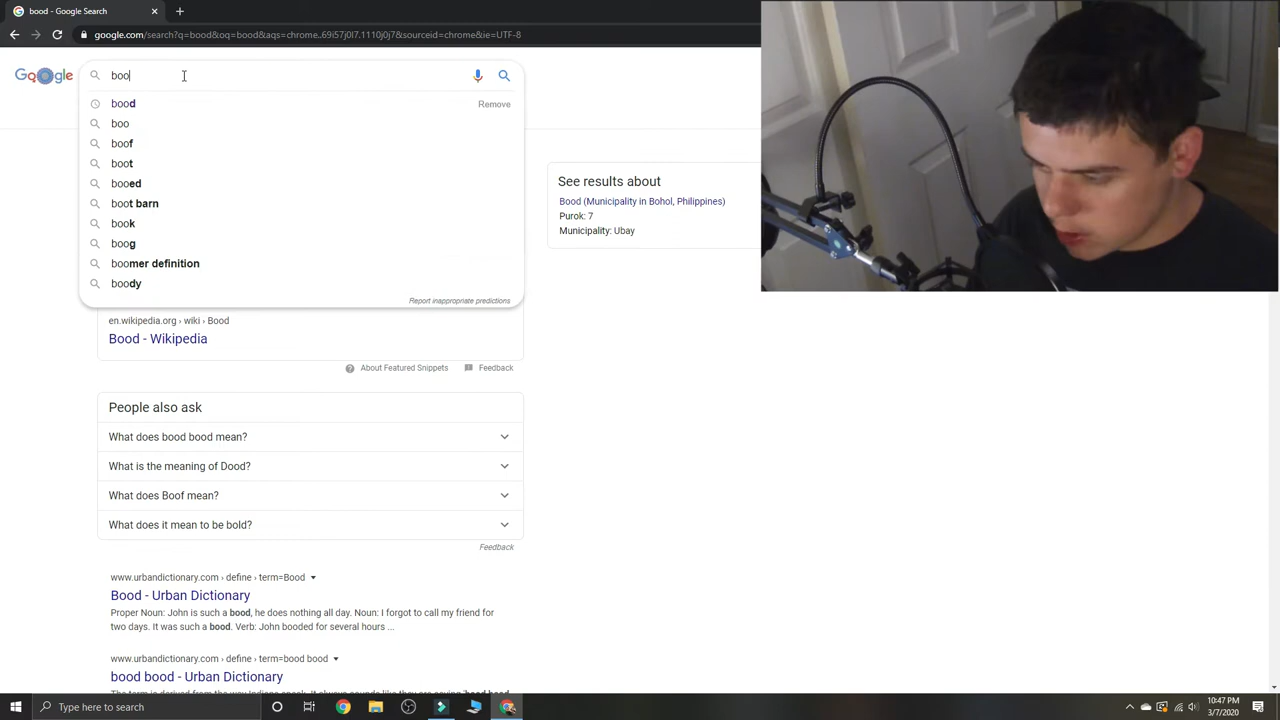 bood - Google Search
google.com/search?q=bood&oq=bood&aqs=chrome..69i57j0l7.1110j0j7&sourceid=chrome&ie=UTF-8
Google
boo
bood
Remove
boo
boof
boot
booed
boot barn
book
boog
boomer definition
boody
Report inappropriate predictions
See results about
Bood (Municipality in Bohol, Philippines)
Purok: 7
Municipality: Ubay
en.wikipedia.org › wiki › Bood
Bood - Wikipedia
About Featured Snippets
Feedback
People also ask
What does bood bood mean?
What is the meaning of Dood?
What does Boof mean?
What does it mean to be bold?
Feedback
www.urbandictionary.com › define › term=Bood
Bood - Urban Dictionary
Proper Noun: John is such a bood, he does nothing all day. Noun: I forgot to call my friend for
two days. It was such a bood. Verb: John booded for several hours ...
www.urbandictionary.com › define › term=bood bood
bood bood - Urban Dictionary
Type here to search
10:47 PM
3/7/2020